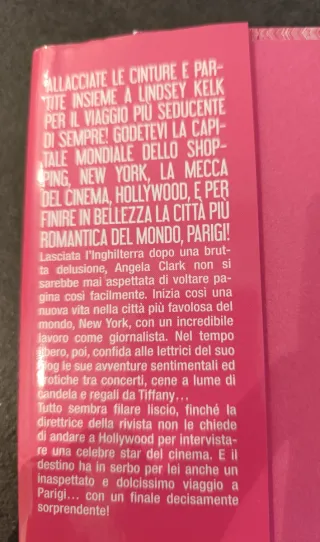 ALLACCIATE LE CINTURE E PAR-
TITE INSIEME A LINDSEY KELK
PER IL VIAGGIO PIÙ SEDUCENTE
DI SEMPRE! GODETEVI LA CAPI-
TALE MONDIALE DELLO SHOP-
PING, NEW YORK, LA MECCA
DEL CINEMA, HOLLYWOOD, E PER
FINIRE IN BELLEZZA LA CITTÀ PIÙ
ROMANTICA DEL MONDO, PARIGI!
Lasciata l'Inghilterra dopo una brut-
ta delusione, Angela Clark non si
sarebbe mai aspettata di voltare pa-
gina così facilmente. Inizia così una
nuova vita nella città più favolosa del
mondo, New York, con un incredibile
lavoro come giornalista. Nel tempo
libero, poi, confida alle lettrici del suo
blog le sue avventure sentimentali ed
erotiche tra concerti, cene a lume di
candela e regali da Tiffany...
Tutto sembra filare liscio, finché la
direttrice della rivista non le chiede
di andare a Hollywood per intervista-
re una celebre star del cinema. E il
destino ha in serbo per lei anche un
inaspettato e dolcissimo viaggio a
Parigi... con un finale decisamente
sorprendente!